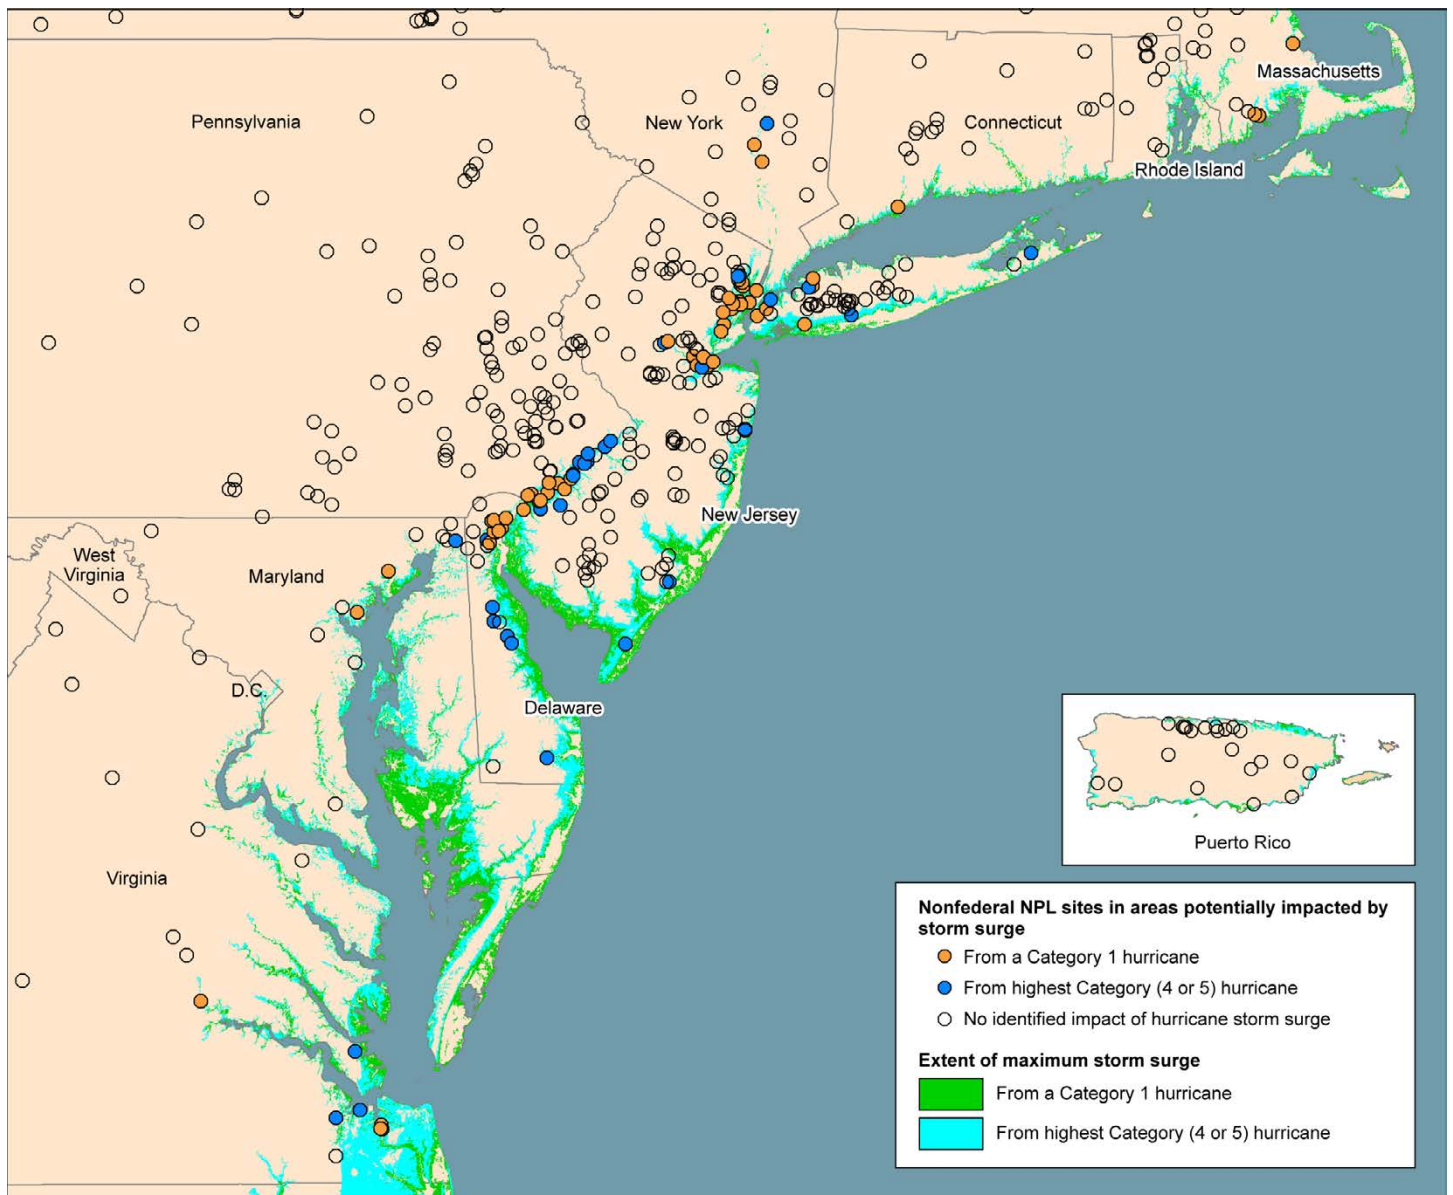 Massachusetts
Pennsylvania
New York
Connecticut
Rhode Island
New Jersey
West
Virginia
Maryland
D.C.
Delaware
Virginia
Puerto Rico
Nonfederal NPL sites in areas potentially impacted by
storm surge
From a Category 1 hurricane
From highest Category (4 or 5) hurricane
No identified impact of hurricane storm surge
Extent of maximum storm surge
From a Category 1 hurricane
From highest Category (4 or 5) hurricane